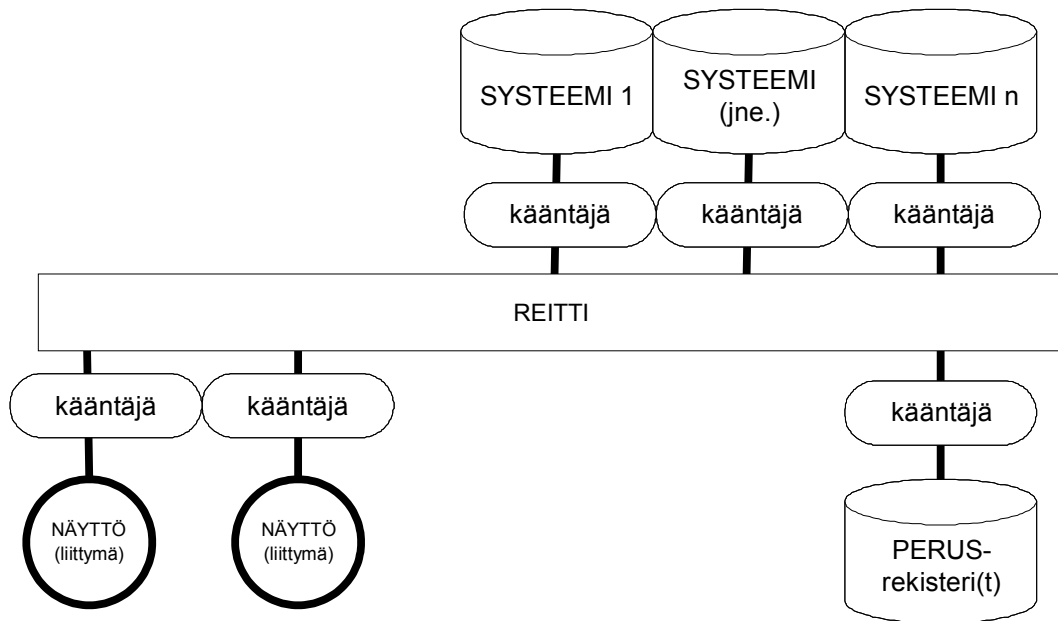 SYSTEEMI 1
SYSTEEMI
(jne.)
SYSTEEMI n
kääntäjä
kääntäjä
kääntäjä
REITTI
kääntäjä
kääntäjä
kääntäjä
NÄYTTÖ
(liittymä)
NÄYTTÖ
(liittymä)
PERUS-
rekisteri(t)